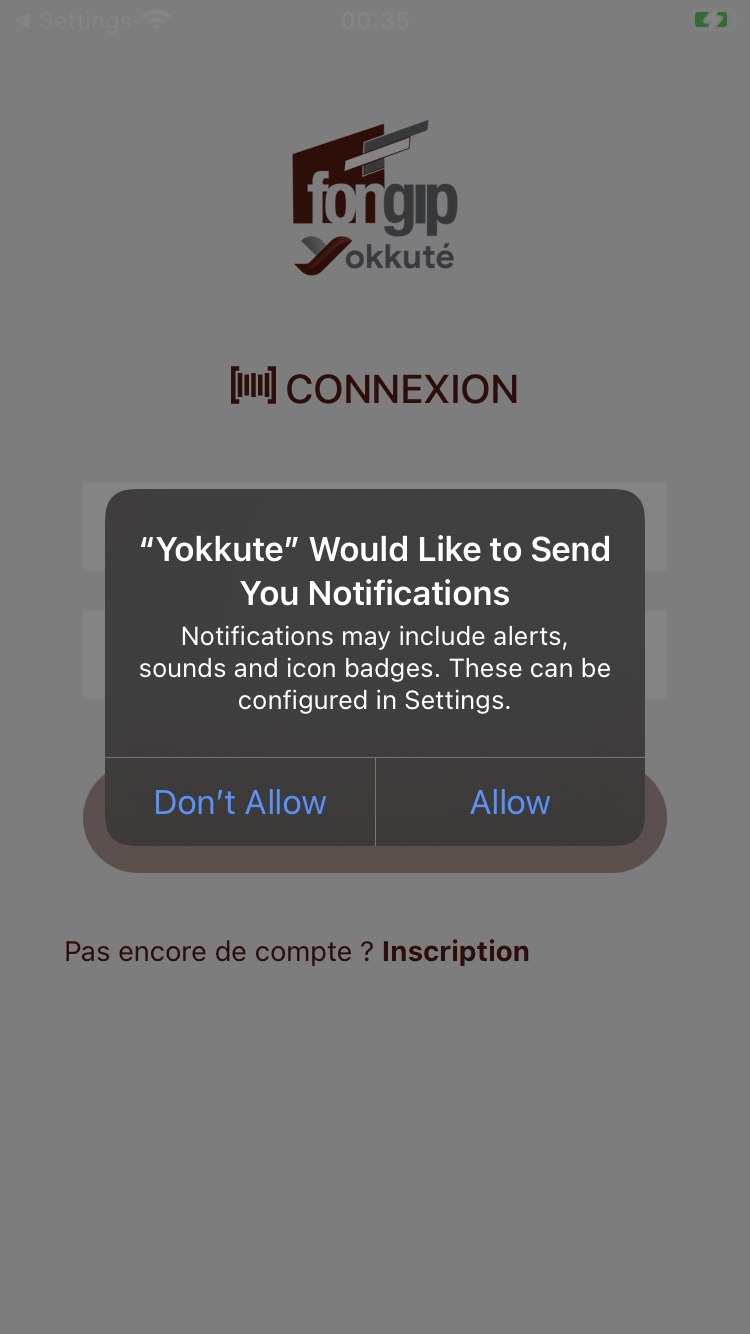 Settings
00:35
fongip
Yokkuté
CONNEXION
“Yokkute” Would Like to Send
You Notifications
Notifications may include alerts,
sounds and icon badges. These can be
configured in Settings.
Don’t Allow
Allow
Pas encore de compte ? Inscription